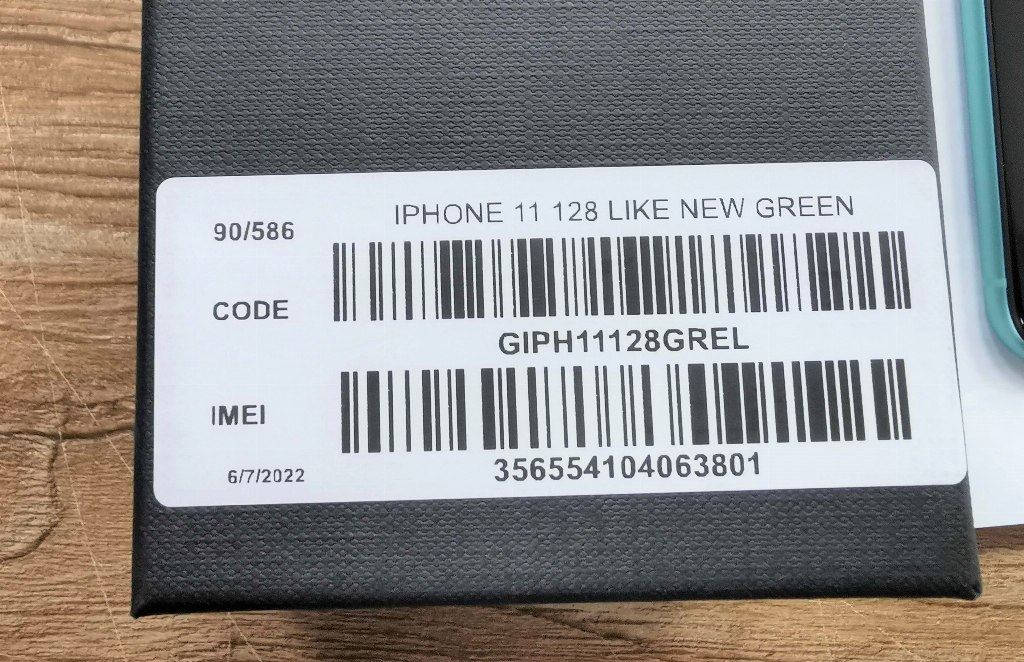 IPHONE 11 128 LIKE NEW GREEN
90/586
CODE
GIPH11128GREL
IMEI
356554104063801
6/7/2022